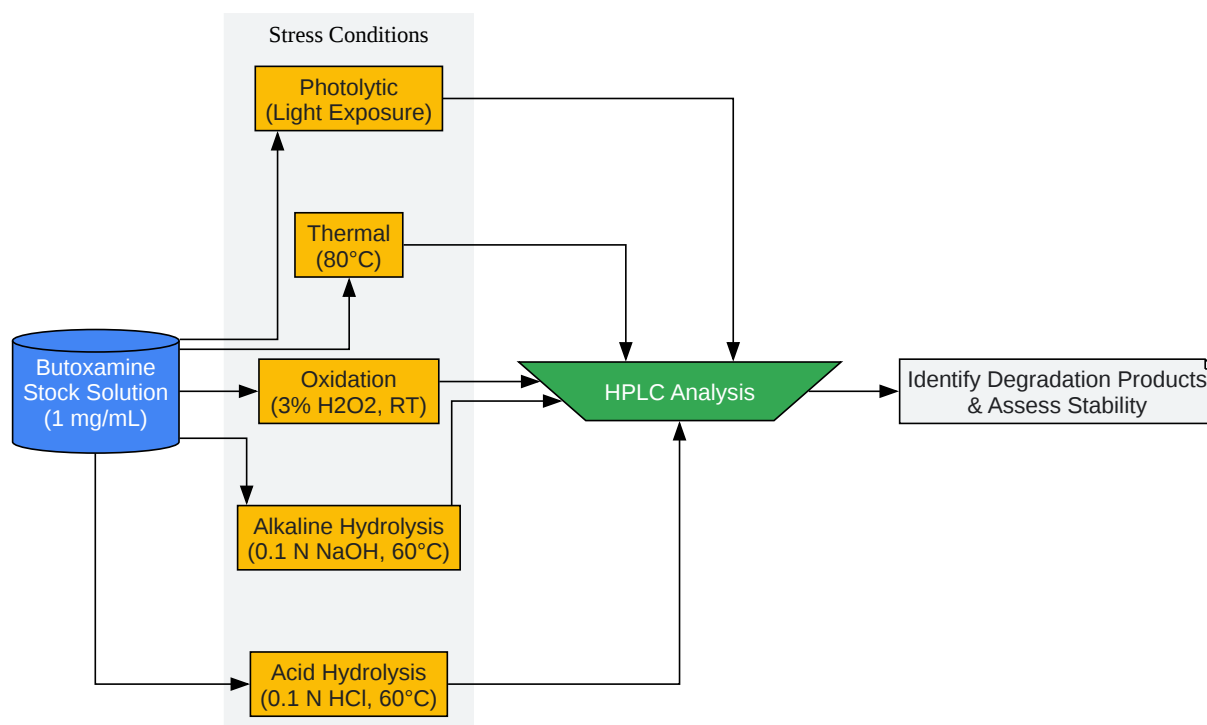 Stress Conditions
Photolytic
(Light Exposure)
Thermal
(80°C)
Butoxamine
Stock Solution
(1 mg/mL)
Oxidation
(3% H2O2, RT)
HPLC Analysis
Identify Degradation Products
& Assess Stability
Alkaline Hydrolysis
(0.1 N NaOH, 60°C)
Acid Hydrolysis
(0.1 N HCl, 60°C)